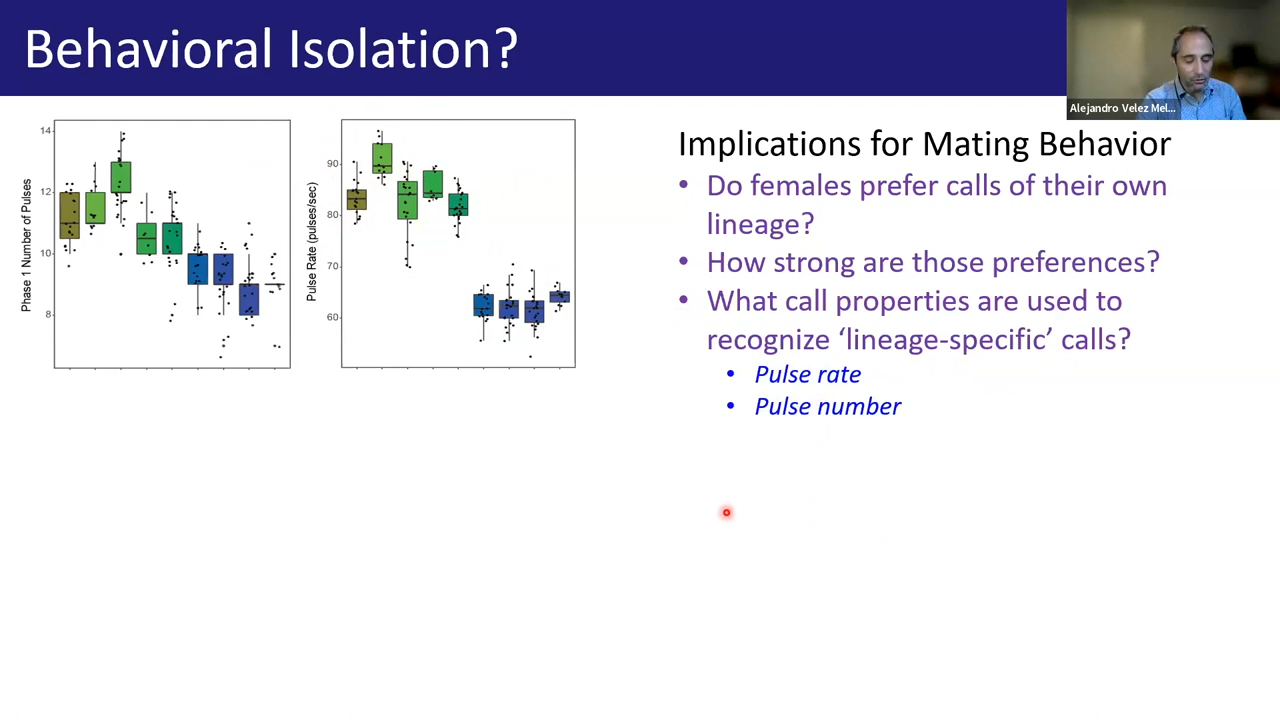 Behavioral Isolation?
Alejandro Velez Mel...
Phase 1 Number of Pulses
14
12
10
8
Pulse Rate (pulses/sec)
90
80
70
60
Implications for Mating Behavior
• Do females prefer calls of their own
lineage?
• How strong are those preferences?
• What call properties are used to
recognize ‘lineage-specific’ calls?
• Pulse rate
• Pulse number